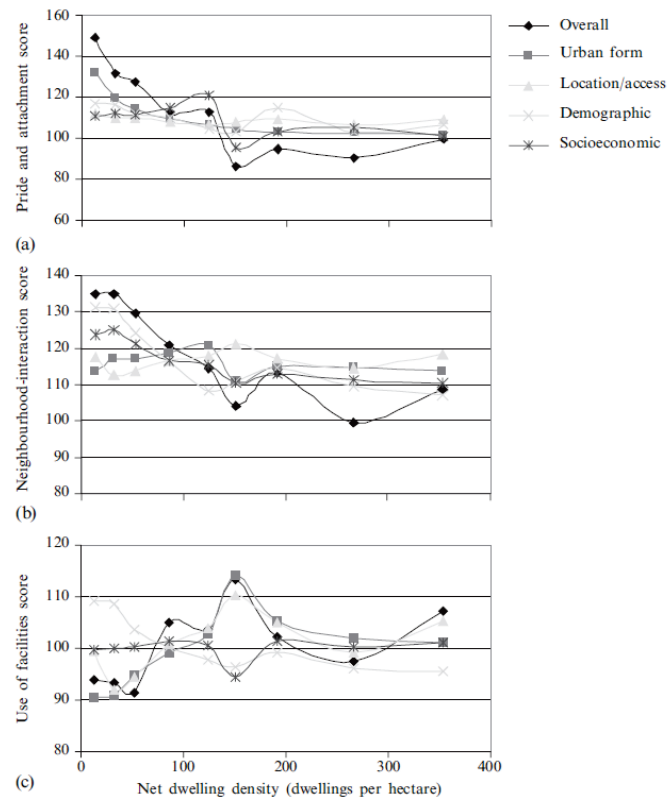 160
140
120
100
80
60
Pride and attachment score
(a)
Overall
Urban form
Location/access
Demographic
Socioeconomic
140
130
120
110
100
90
80
Neighbourhood-interaction score
(b)
120
110
100
90
80
Use of facilities score
0
100
200
300
400
(c)
Net dwelling density (dwellings per hectare)